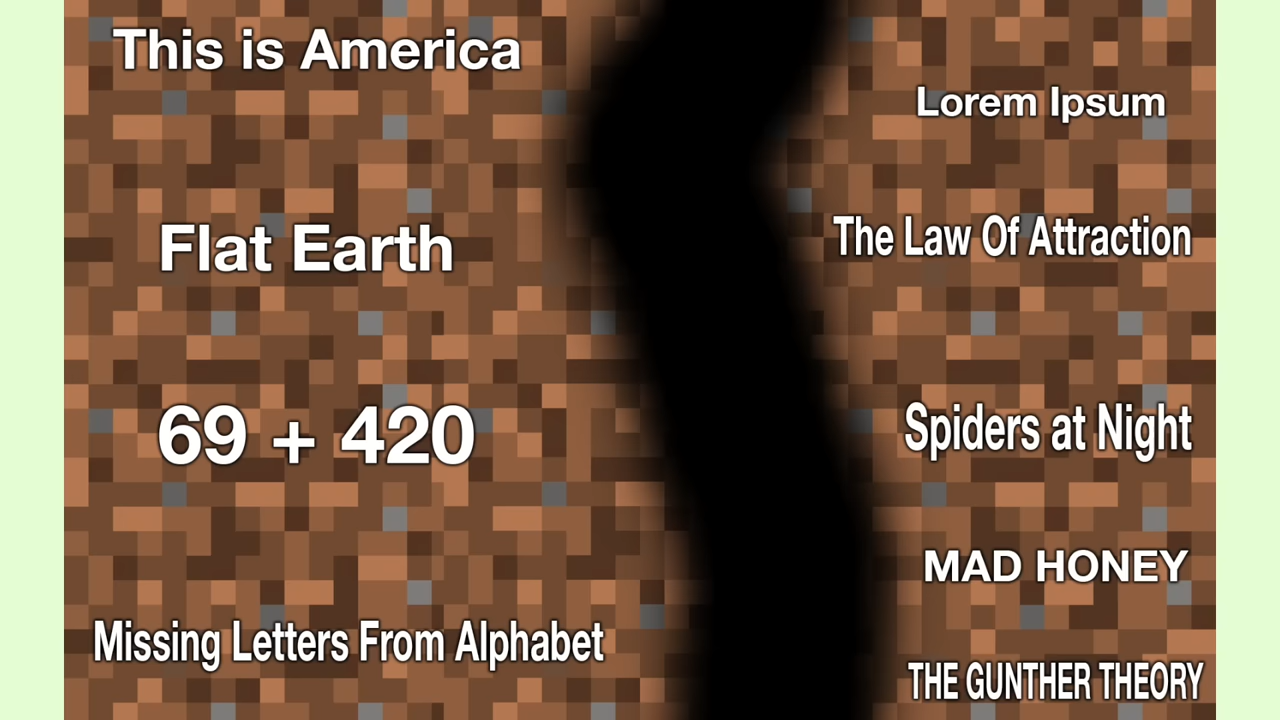 This is America
Lorem Ipsum
Flat Earth
The Law Of Attraction
69 + 420
Spiders at Night
MAD HONEY
Missing Letters From Alphabet
THE GUNTHER THEORY